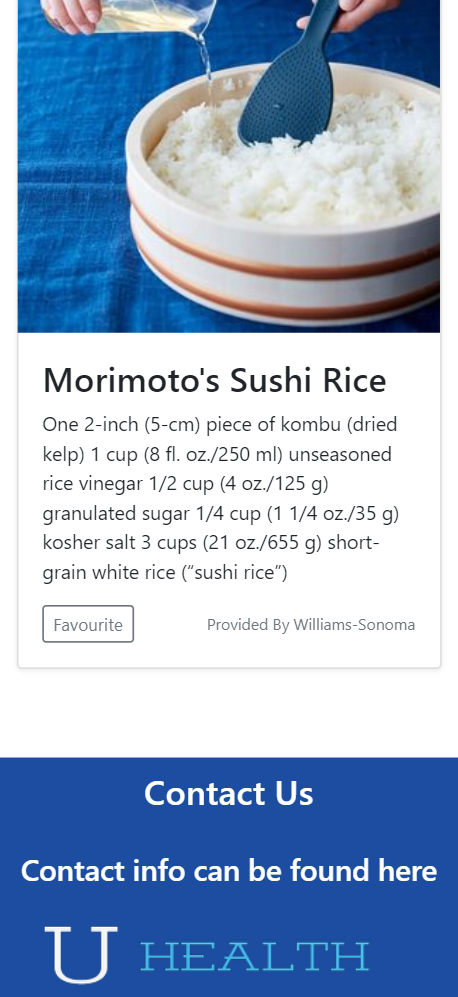 Morimoto's Sushi Rice
One 2-inch (5-cm) piece of kombu (dried
kelp) 1 cup (8 fl. oz./250 ml) unseasoned
rice vinegar 1/2 cup (4 oz./125 g)
granulated sugar 1/4 cup (1 1/4 oz./35 g)
kosher salt 3 cups (21 oz./655 g) short-
grain white rice (“sushi rice”)
Favourite
Provided By Williams-Sonoma
Contact Us
Contact info can be found here
U HEALTH